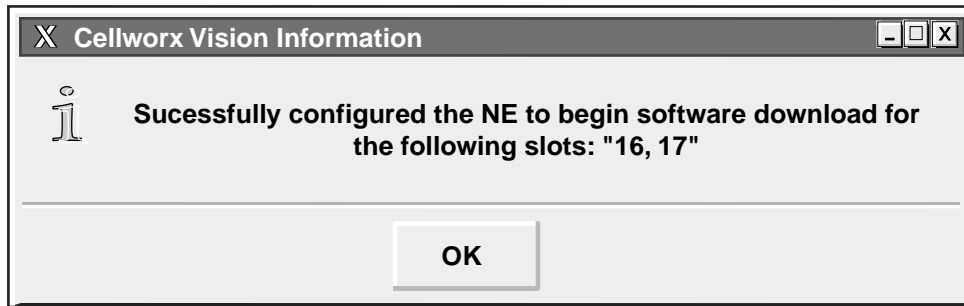 X Cellworx Vision Information
Sucessfully configured the NE to begin software download for
the following slots: "16, 17"
OK